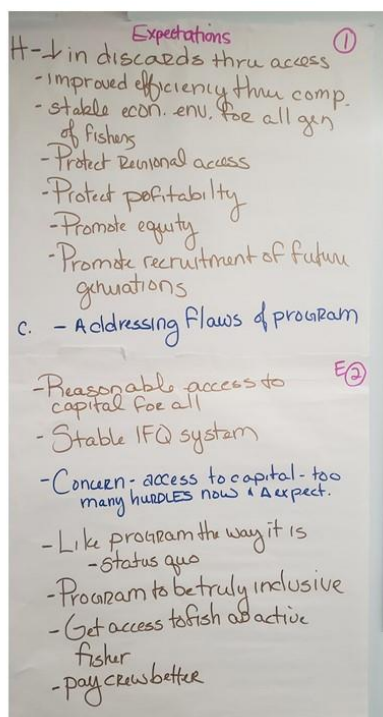 Expectations ①
H-↓ in discards thru access
- improved efficiency thru comp.
- stable econ. env. for all gen
of fishers
- Protect Regional access
- Protect pofitabilty
- Promote equity
- Promote recruitment of future
genuations
C. - Addressing flaws of program
E②
- Reasonable access to
capital for all
- Stable IFQ system
- Concern - access to capital - too
many hurdles now & Δ expect.
- Like program the way it is
- status quo
- Program to be truly inclusive
- Get access to fish as active
fisher
- pay crew better